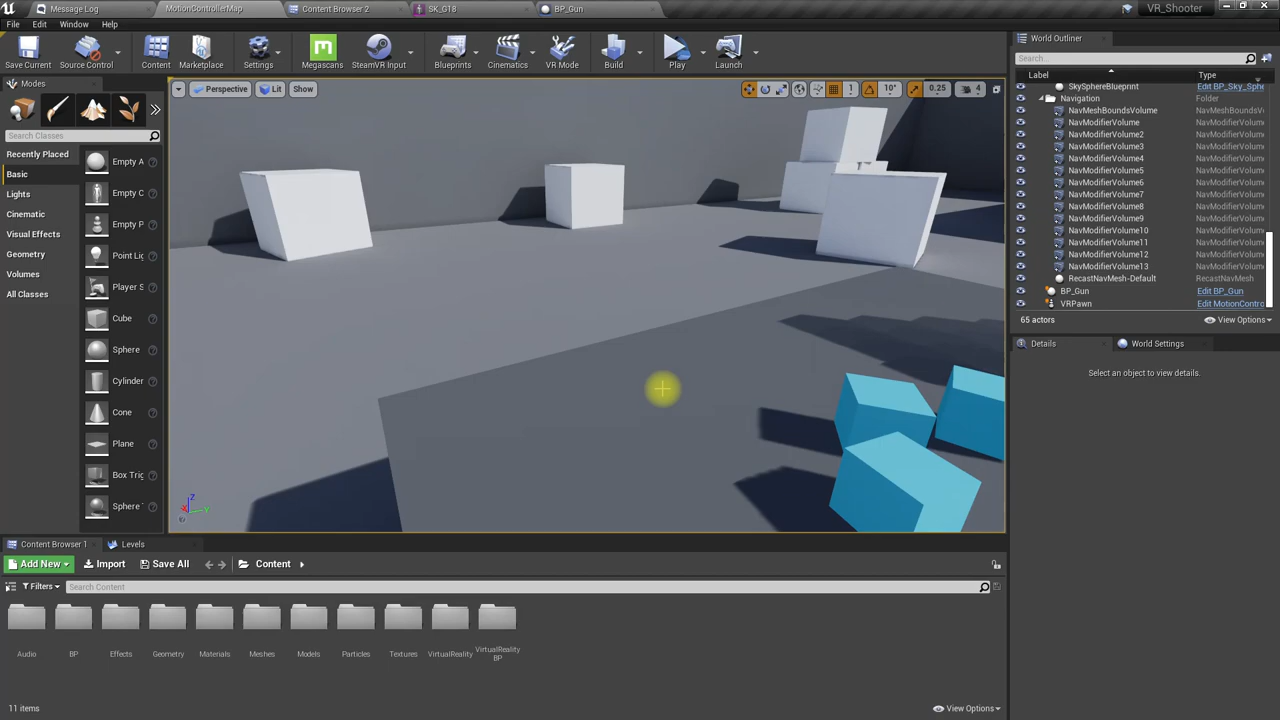 Message Log
MotionControllerMap
Content Browser 2
SK_G18
BP_Gun
VR_Shooter
File
Edit
Window
Help
Save Current
Source Control
Content
Marketplace
Settings
Megascans
SteamVR Input
Blueprints
Cinematics
VR Mode
Build
Play
Launch
World Outliner
Search...
Label
Type
SkySphereBlueprint
Edit BP_Sky_Sphe
Navigation
Folder
NavMeshBoundsVolume
NavMeshBoundsV
NavModifierVolume
NavModifierVolum
NavModifierVolume2
NavModifierVolum
NavModifierVolume3
NavModifierVolum
NavModifierVolume4
NavModifierVolum
NavModifierVolume5
NavModifierVolum
NavModifierVolume6
NavModifierVolum
NavModifierVolume7
NavModifierVolum
NavModifierVolume8
NavModifierVolum
NavModifierVolume9
NavModifierVolum
NavModifierVolume10
NavModifierVolum
NavModifierVolume11
NavModifierVolum
NavModifierVolume12
NavModifierVolum
NavModifierVolume13
NavModifierVolum
RecastNavMesh-Default
RecastNavMesh
BP_Gun
Edit BP_Gun
VRPawn
Edit MotionContro
65 actors
View Options
Details
World Settings
Select an object to view details.
Modes
Search Classes
Recently Placed
Basic
Lights
Cinematic
Visual Effects
Geometry
Volumes
All Classes
Empty A
Empty C
Empty P
Point Lig
Player S
Cube
Sphere
Cylinder
Cone
Plane
Box Trig
Sphere
Perspective
Lit
Show
1
10°
0.25
4
Z
X
Y
Content Browser 1
Levels
Add New
Import
Save All
Content
Filters
Search Content
Audio
BP
Effects
Geometry
Materials
Meshes
Models
Particles
Textures
VirtualReality
VirtualReality
BP
11 items
View Options